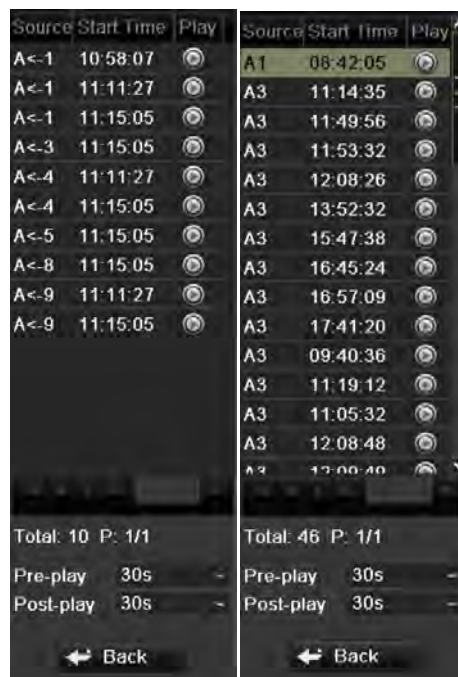 Source Start Time Play
A<-1 10:58:07
A<-1 11:11:27
A<-1 11:15:05
A<-3 11:15:05
A<-4 11:11:27
A<-4 11:15:05
A<-5 11:15:05
A<-8 11:15:05
A<-9 11:11:27
A<-9 11:15:05
Total: 10 P: 1/1
Pre-play 30s
Post-play 30s
Back
Source Start Time Play
A1 08:42:05
A3 11:14:35
A3 11:49:56
A3 11:53:32
A3 12:08:26
A3 13:52:32
A3 15:47:38
A3 16:45:24
A3 16:57:09
A3 17:41:20
A3 09:40:36
A3 11:19:12
A3 11:05:32
A3 12:08:48
A3 12:09:49
Total: 46 P: 1/1
Pre-play 30s
Post-play 30s
Back